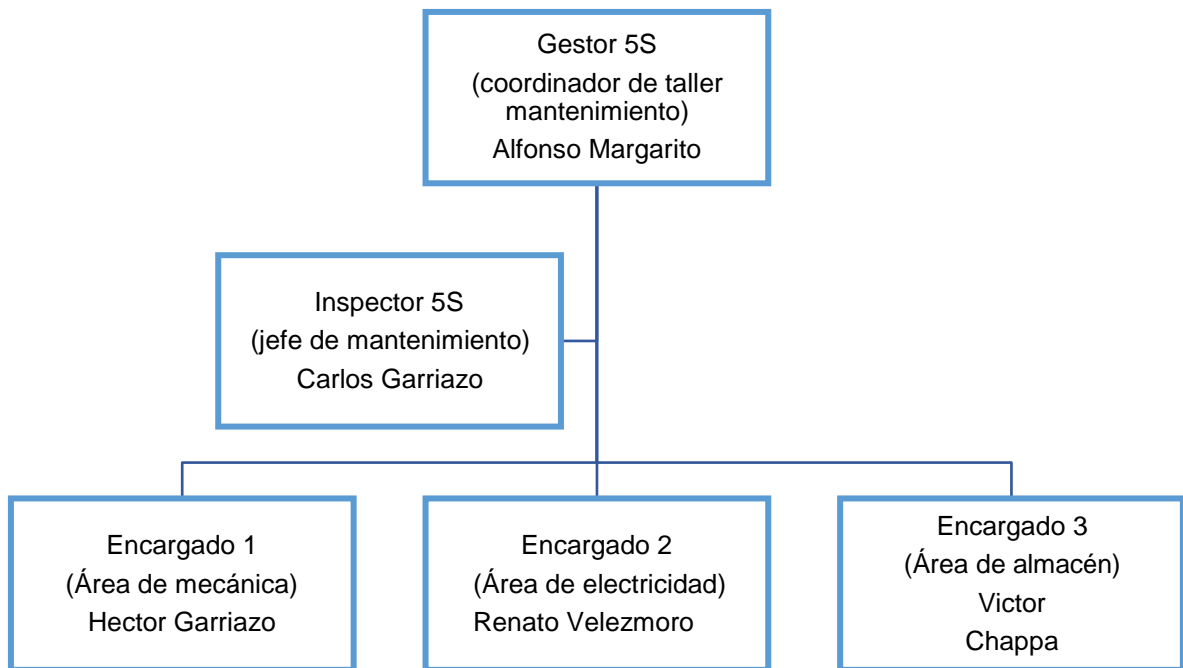 Gestor 5S
(coordinador de taller
mantenimiento)
Alfonso Margarito
Inspector 5S
(jefe de mantenimiento)
Carlos Garriazo
Encargado 1
(Área de mecánica)
Hector Garriazo
Encargado 2
(Área de electricidad)
Renato Velezmoro
Encargado 3
(Área de almacén)
Victor
Chappa